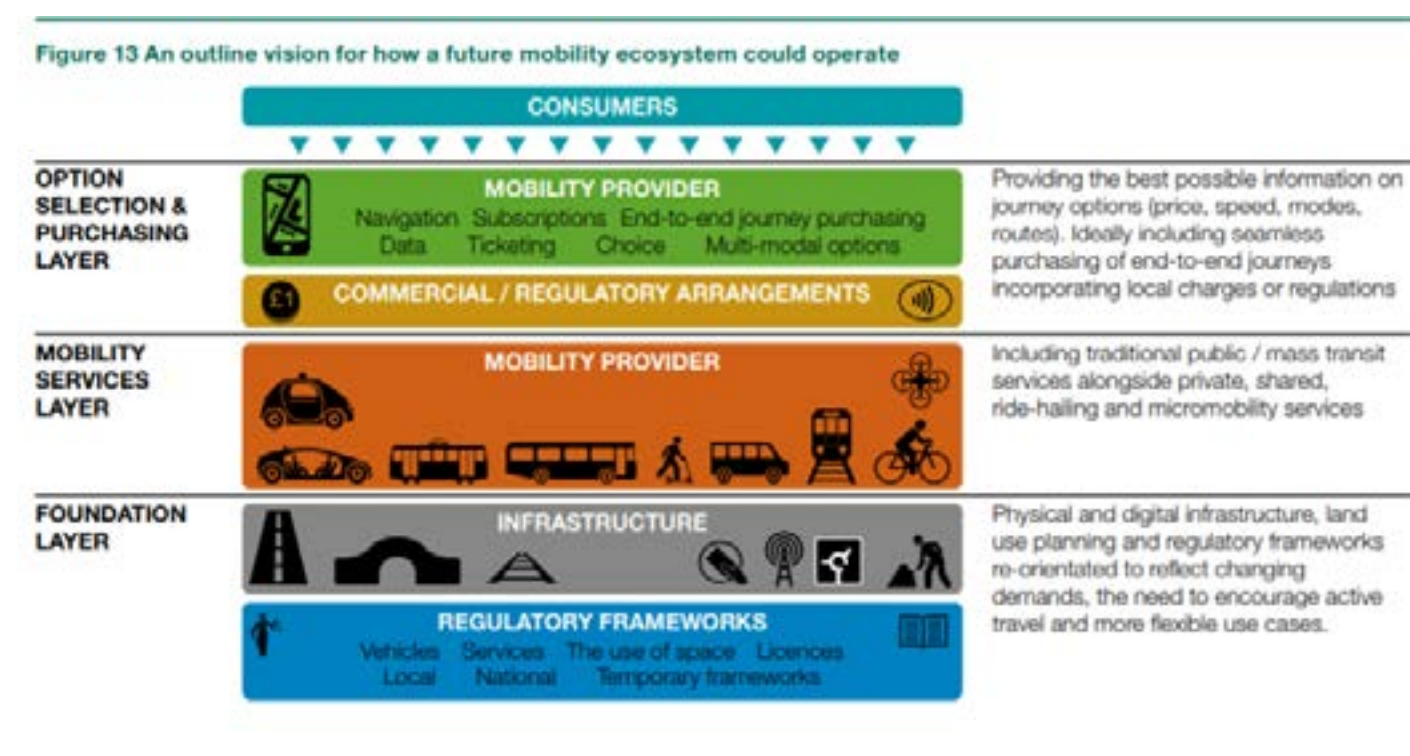 Figure 13 An outline vision for how a future mobility ecosystem could operate
CONSUMERS
OPTION
SELECTION &
PURCHASING
LAYER
MOBILITY PROVIDER
Navigation Subscriptions End-to-end journey purchasing
Data Ticketing Choice Multi-modal options
£1 COMMERCIAL / REGULATORY ARRANGEMENTS
Providing the best possible information on
journey options (price, speed, modes,
routes). Ideally including seamless
purchasing of end-to-end journeys
incorporating local charges or regulations
MOBILITY
SERVICES
LAYER
MOBILITY PROVIDER
Including traditional public / mass transit
services alongside private, shared,
ride-hailing and micromobility services
FOUNDATION
LAYER
INFRASTRUCTURE
REGULATORY FRAMEWORKS
Vehicles Services The use of space Licences
Local National Temporary frameworks
Physical and digital infrastructure, land
use planning and regulatory frameworks
re-orientated to reflect changing
demands, the need to encourage active
travel and more flexible use cases.